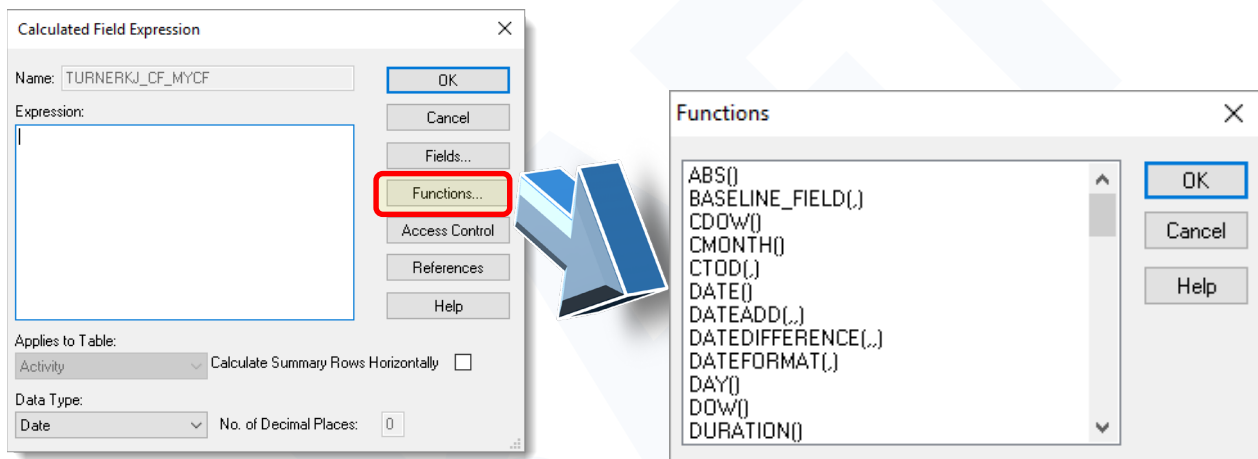 Calculated Field Expression
Name: TURNERKJ_CF_MYCF
OK
Expression:
Cancel
Fields...
Functions...
Access Control
References
Help
Applies to Table:
Activity
Calculate Summary Rows Horizontally
Data Type:
Date
No. of Decimal Places: 0
Functions
ABS()
BASELINE_FIELD(,)
CDOW()
CMONTH()
CTOD(,)
DATE()
DATEADD(,,)
DATEDIFFERENCE(,,)
DATEFORMAT(,)
DAY()
DOW()
DURATION()
OK
Cancel
Help